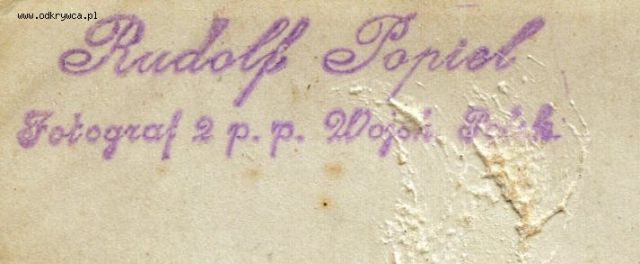 www.odkrywca.pl
Rudolf Popiel
Fotograf 2 p. p. Wojsk Polsk.